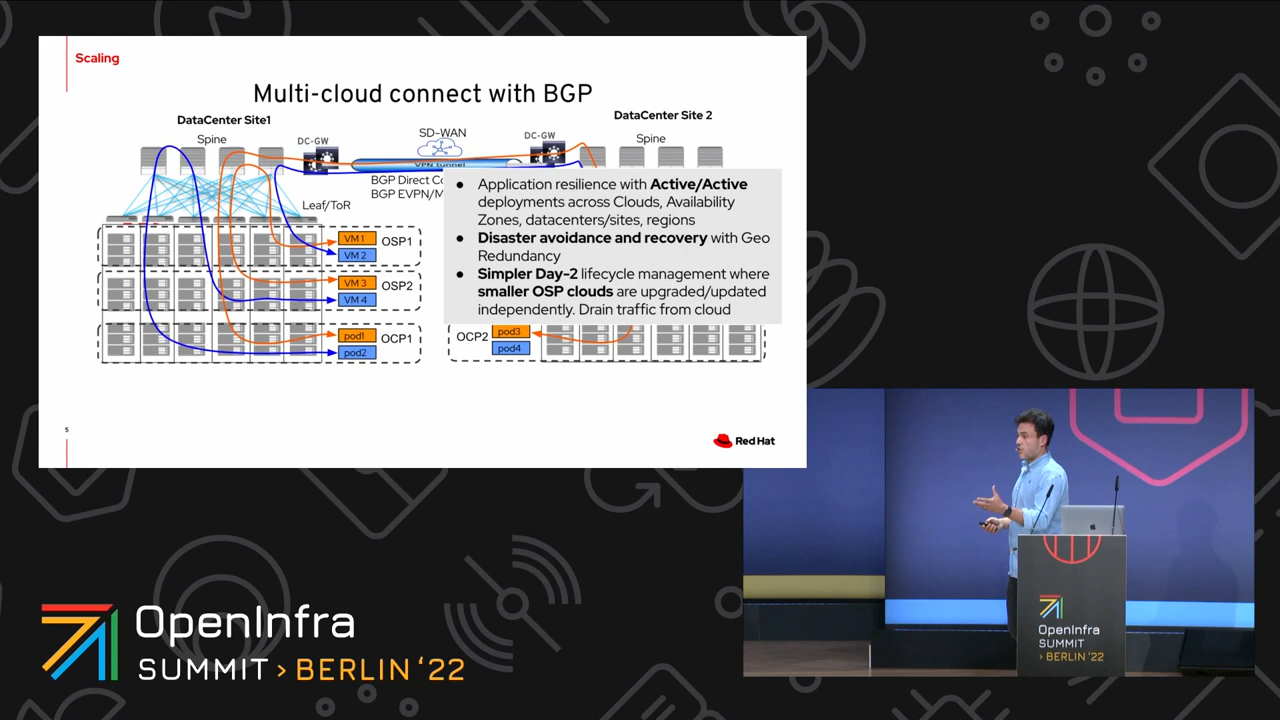 Scaling
Multi-cloud connect with BGP
DataCenter Site1
DataCenter Site 2
Spine
DC-GW
SD-WAN
DC-GW
Spine
VPN tunnel
BGP Direct Co
BGP EVPN/M
Leaf/ToR
● Application resilience with Active/Active
deployments across Clouds, Availability
Zones, datacenters/sites, regions
● Disaster avoidance and recovery with Geo
Redundancy
● Simpler Day-2 lifecycle management where
smaller OSP clouds are upgraded/updated
independently. Drain traffic from cloud
VM 1
VM 2
OSP1
VM 3
VM 4
OSP2
pod1
pod2
OCP1
OCP2
pod3
pod4
5
Red Hat
OpenInfra
SUMMIT > BERLIN ‘22
OpenInfra
SUMMIT
> BERLIN ‘22